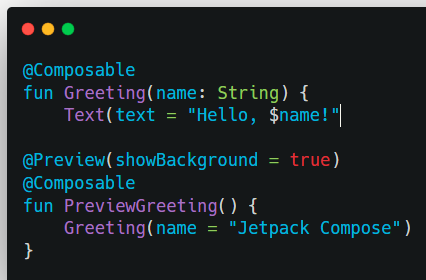 @Composable
fun Greeting(name: String) {
    Text(text = "Hello, $name!"

@Preview(showBackground = true)
@Composable
fun PreviewGreeting() {
    Greeting(name = "Jetpack Compose")
}